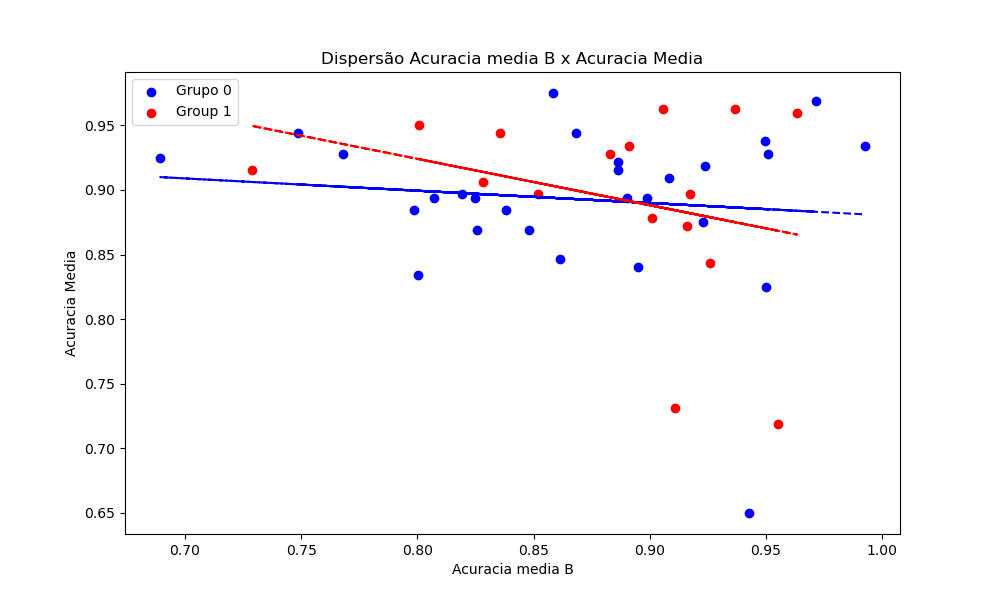 Dispersão Acuracia media B x Acuracia Media
Grupo 0
Group 1
Acuracia Media
0.95
0.90
0.85
0.80
0.75
0.70
0.65
0.70
0.75
0.80
0.85
0.90
0.95
1.00
Acuracia media B